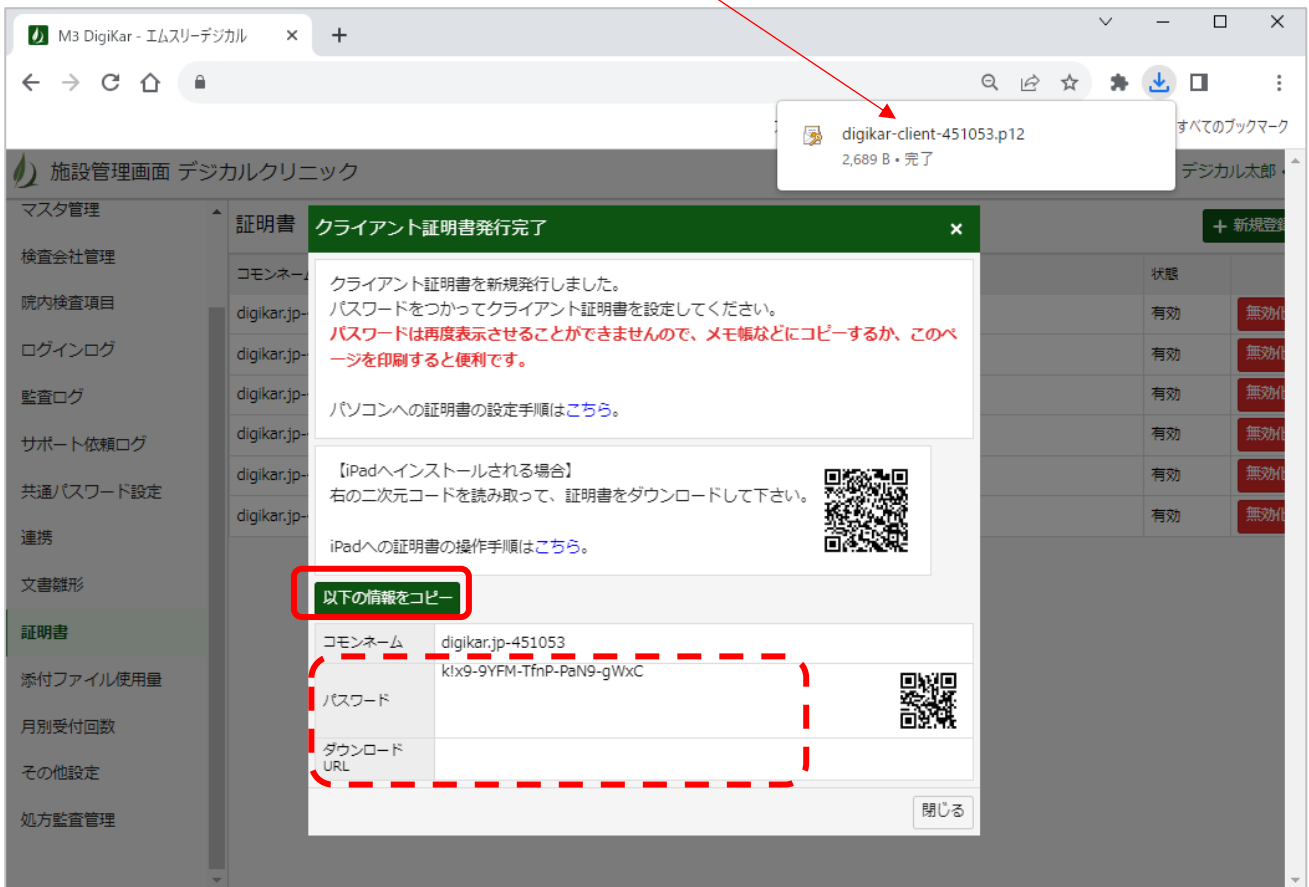 M3 DigiKar - エムスリーデジカル
digikar-client-451053.p12
2,689 B • 完了
すべてのブックマーク
施設管理画面 デジカルクリニック
デジカル太郎
マスタ管理
検査会社管理
院内検査項目
ログインログ
監査ログ
サポート依頼ログ
共通パスワード設定
連携
文書雛形
証明書
添付ファイル使用量
月別受付回数
その他設定
処方監査管理
証明書
+ 新規登録
コモンネーム
状態
digikar.jp-
有効
無効化
digikar.jp-
有効
無効化
digikar.jp-
有効
無効化
digikar.jp-
有効
無効化
digikar.jp-
有効
無効化
digikar.jp-
有効
無効化
クライアント証明書発行完了
クライアント証明書を新規発行しました。
パスワードをつかってクライアント証明書を設定してください。
パスワードは再度表示させることができませんので、メモ帳などにコピーするか、このペ
ージを印刷すると便利です。
パソコンへの証明書の設定手順はこちら。
【iPadへインストールされる場合】
右の二次元コードを読み取って、証明書をダウンロードして下さい。
iPadへの証明書の操作手順はこちら。
以下の情報をコピー
コモンネーム
digikar.jp-451053
パスワード
k!x9-9YFM-TfnP-PaN9-gWxC
ダウンロード
URL
閉じる